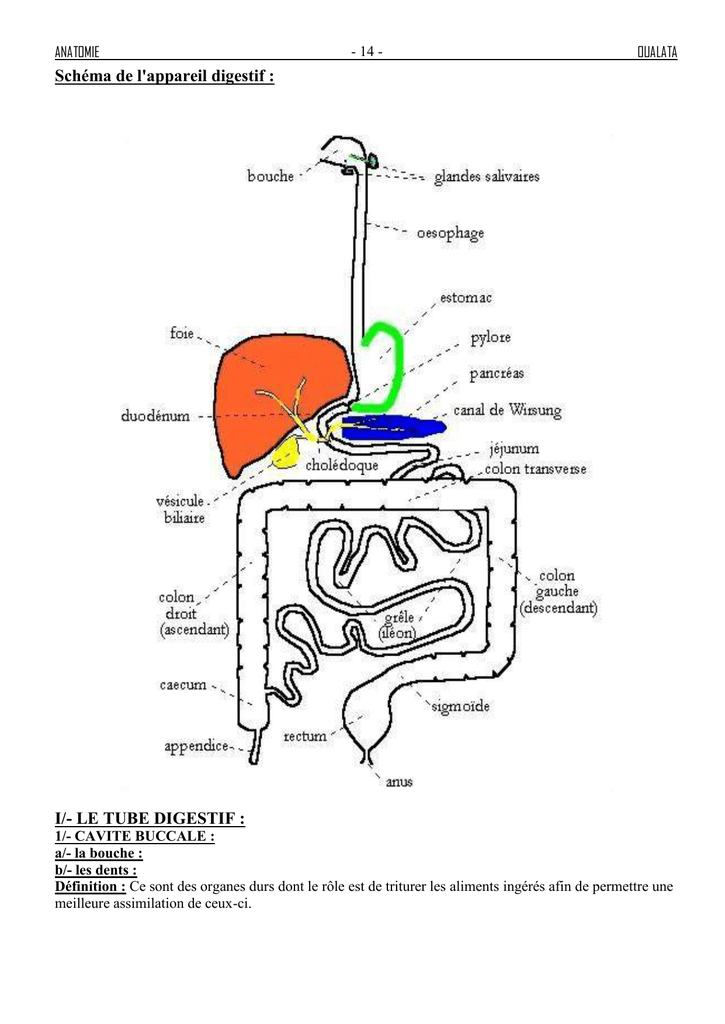 ANATOMIE - 14 - OUALATA
Schéma de l'appareil digestif :
bouche
glandes salivaires
oesophage
estomac
foie
pylore
pancréas
duodénum
canal de Wirsung
jéjunum
cholédoque
colon transverse
vésicule
biliaire
colon
gauche
(descendant)
colon
droit
(ascendant)
grêle
(iléon)
caecum
sigmoïde
rectum
appendice
anus
I/- LE TUBE DIGESTIF :
1/- CAVITE BUCCALE :
a/- la bouche :
b/- les dents :
Définition : Ce sont des organes durs dont le rôle est de triturer les aliments ingérés afin de permettre une
meilleure assimilation de ceux-ci.